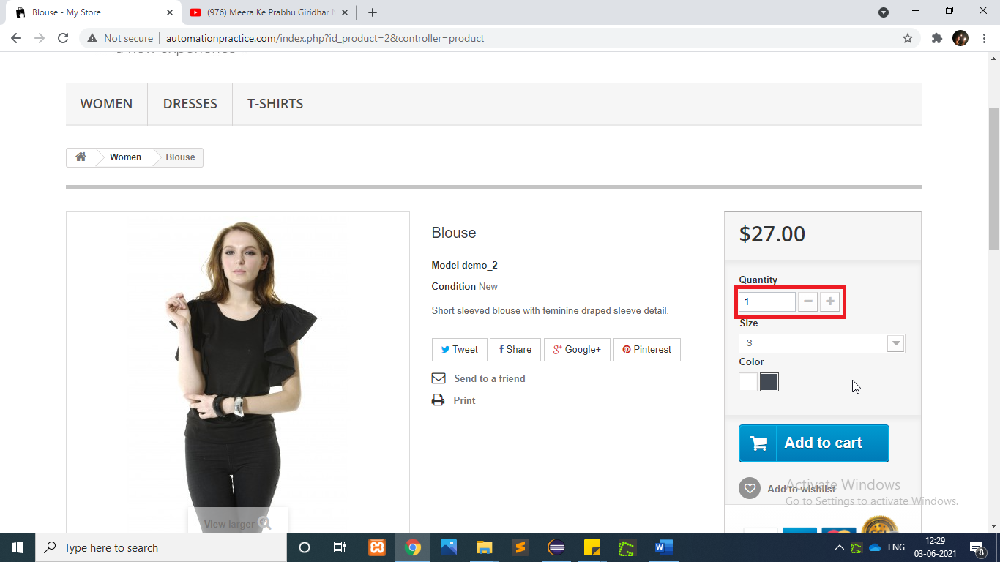 Blouse - My Store
(976) Meera Ke Prabhu Giridhar
Not secure | automationpractice.com/index.php?id_product=2&controller=product
a new experience
WOMEN DRESSES T-SHIRTS
Women Blouse
Blouse
Model demo_2
Condition New
Short sleeved blouse with feminine draped sleeve detail.
Tweet Share Google+ Pinterest
Send to a friend
Print
View larger
$27.00
Quantity
1
Size
S
Color
Add to cart
Add to wishlist
Activate Windows
Go to Settings to activate Windows.
Type here to search
ENG
12:29
03-06-2021
8